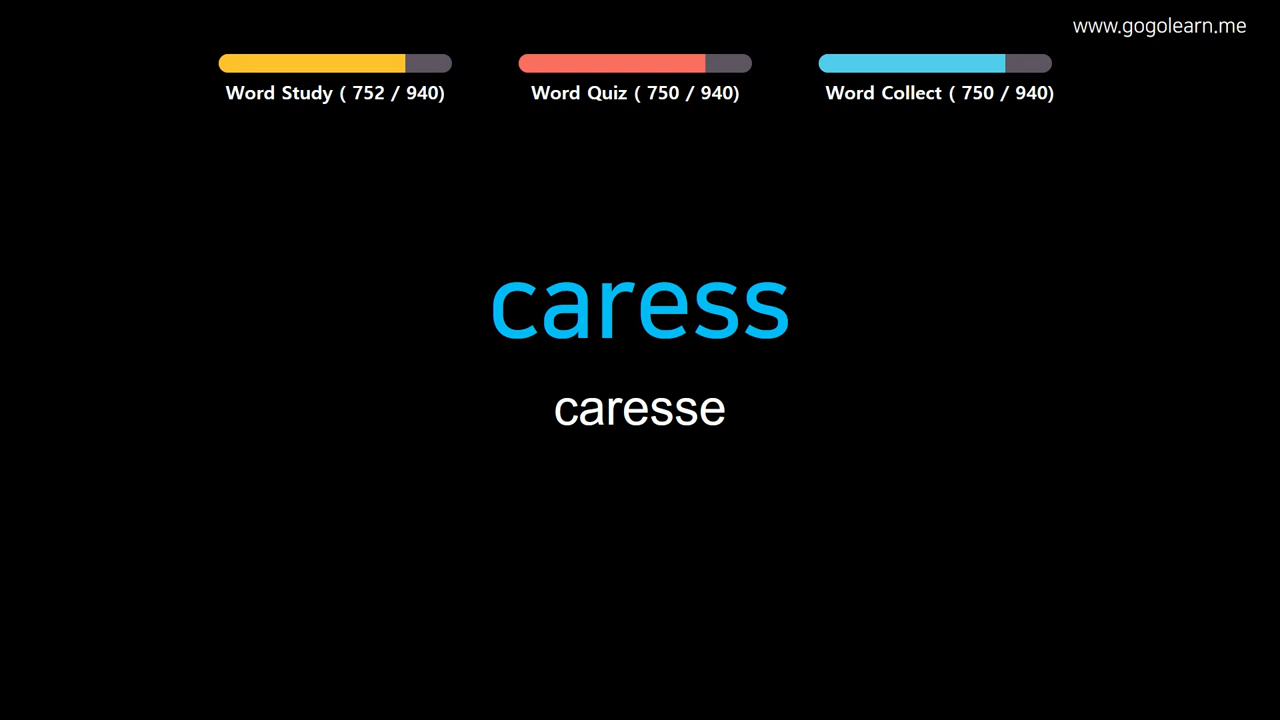 www.gogolearn.me
Word Study ( 752 / 940)
Word Quiz ( 750 / 940)
Word Collect ( 750 / 940)
caress
caresse